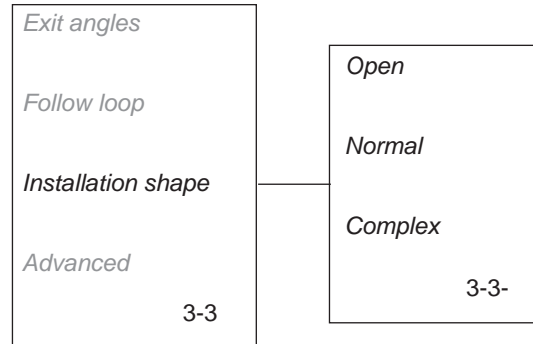 Exit angles
Follow loop
Installation shape
Advanced
3-3
Open
Normal
Complex
3-3-